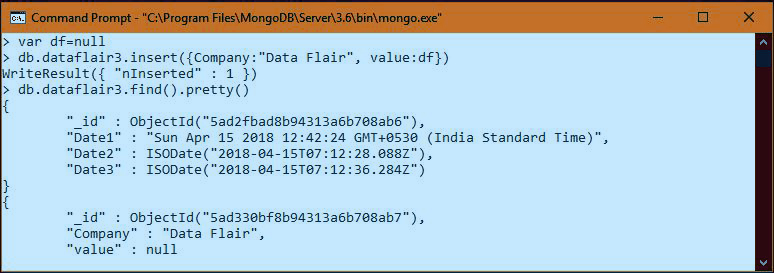 Command Prompt - "C:\Program Files\MongoDB\Server\3.6\bin\mongo.exe"
> var df=null
> db.dataflair3.insert({Company:"Data Flair", value:df})
WriteResult({ "nInserted" : 1 })
> db.dataflair3.find().pretty()
{
        "_id" : ObjectId("5ad2fbad8b94313a6b708ab6"),
        "Date1" : "Sun Apr 15 2018 12:42:24 GMT+0530 (India Standard Time)",
        "Date2" : ISODate("2018-04-15T07:12:28.088Z"),
        "Date3" : ISODate("2018-04-15T07:12:36.284Z")
}
{
        "_id" : ObjectId("5ad330bf8b94313a6b708ab7"),
        "Company" : "Data Flair",
        "value" : null